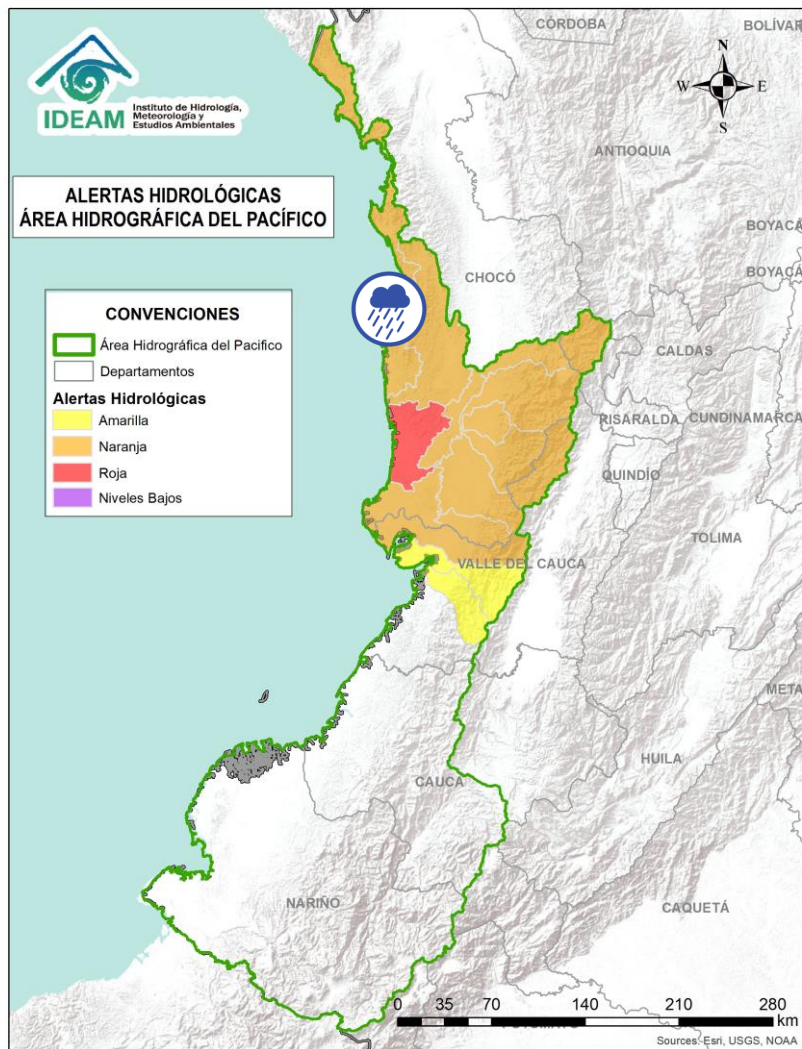 CÓRDOBA
BOLÍVAR
N
W
E
S
IDEAM
Instituto de Hidrología,
Meteorología y
Estudios Ambientales
ANTIOQUIA
ALERTAS HIDROLÓGICAS
ÁREA HIDROGRÁFICA DEL PACÍFICO
BOYACÁ
BOYACÁ
CHOCÓ
CONVENCIONES
Área Hidrográfica del Pacifico
Departamentos
Alertas Hidrológicas
Amarilla
Naranja
Roja
Niveles Bajos
CALDAS
RISARALDA
CUNDINAMARCA
QUINDÍO
TOLIMA
VALLE DEL CAUCA
META
HUILA
CAUCA
NARIÑO
CAQUETÁ
0 35 70 140 210 280
km
Sources: Esri, USGS, NOAA